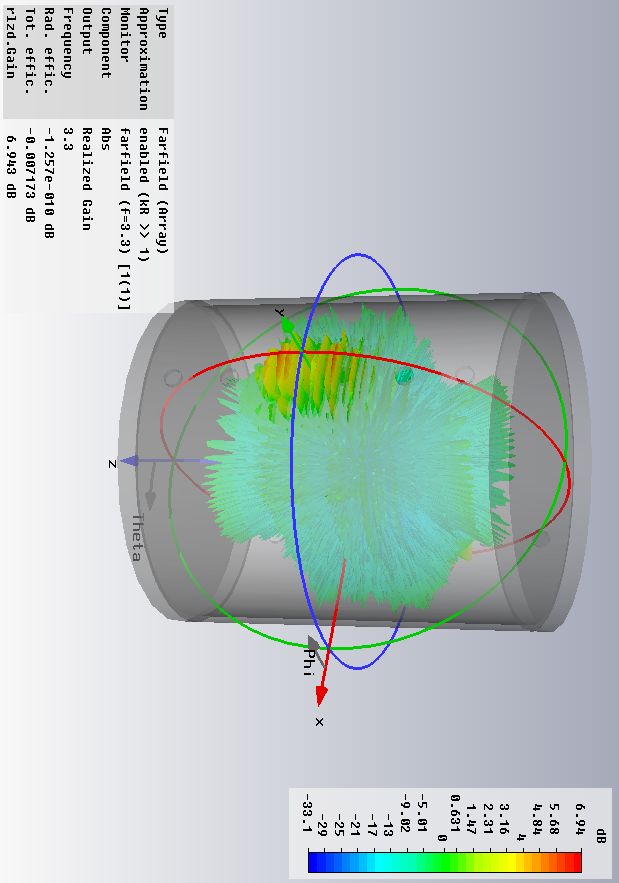 Type Farfield (Array)
Approximation enabled (kR >> 1)
Monitor farfield (f=3.3) [1(1)]
Component Abs
Output Realized Gain
Frequency 3.3
Rad. effic. -1.257e-010 dB
Tot. effic. -0.007173 dB
rlzd.Gain 6.943 dB
Y
z
Theta
Phi
x
dB
6.94
5.68
4.84
4
3.16
2.31
1.47
0.631
0
-5.01
-9.02
-13
-17
-21
-25
-29
-33.1